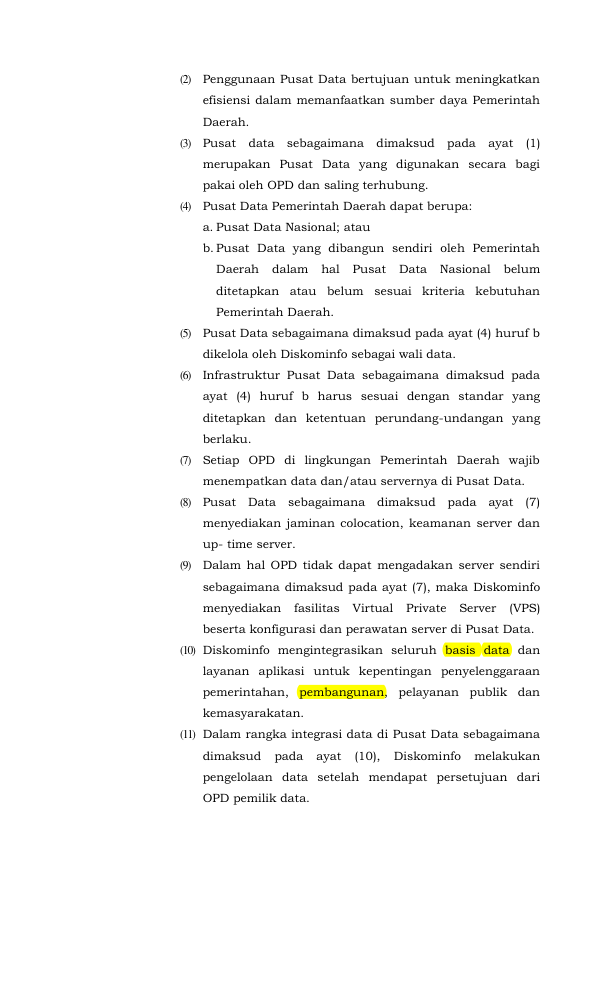 (2) Penggunaan Pusat Data bertujuan untuk meningkatkan
efisiensi dalam memanfaatkan sumber daya Pemerintah
Daerah.
(3) Pusat data sebagaimana dimaksud pada ayat (1)
merupakan Pusat Data yang digunakan secara bagi
pakai oleh OPD dan saling terhubung.
(4) Pusat Data Pemerintah Daerah dapat berupa:
a. Pusat Data Nasional; atau
b. Pusat Data yang dibangun sendiri oleh Pemerintah
Daerah dalam hal Pusat Data Nasional belum
ditetapkan atau belum sesuai kriteria kebutuhan
Pemerintah Daerah.
(5) Pusat Data sebagaimana dimaksud pada ayat (4) huruf b
dikelola oleh Diskominfo sebagai wali data.
(6) Infrastruktur Pusat Data sebagaimana dimaksud pada
ayat (4) huruf b harus sesuai dengan standar yang
ditetapkan dan ketentuan perundang-undangan yang
berlaku.
(7) Setiap OPD di lingkungan Pemerintah Daerah wajib
menempatkan data dan/atau servernya di Pusat Data.
(8) Pusat Data sebagaimana dimaksud pada ayat (7)
menyediakan jaminan colocation, keamanan server dan
up- time server.
(9) Dalam hal OPD tidak dapat mengadakan server sendiri
sebagaimana dimaksud pada ayat (7), maka Diskominfo
menyediakan fasilitas Virtual Private Server (VPS)
beserta konfigurasi dan perawatan server di Pusat Data.
(10) Diskominfo mengintegrasikan seluruh basis data dan
layanan aplikasi untuk kepentingan penyelenggaraan
pemerintahan, pembangunan, pelayanan publik dan
kemasyarakatan.
(11) Dalam rangka integrasi data di Pusat Data sebagaimana
dimaksud pada ayat (10), Diskominfo melakukan
pengelolaan data setelah mendapat persetujuan dari
OPD pemilik data.